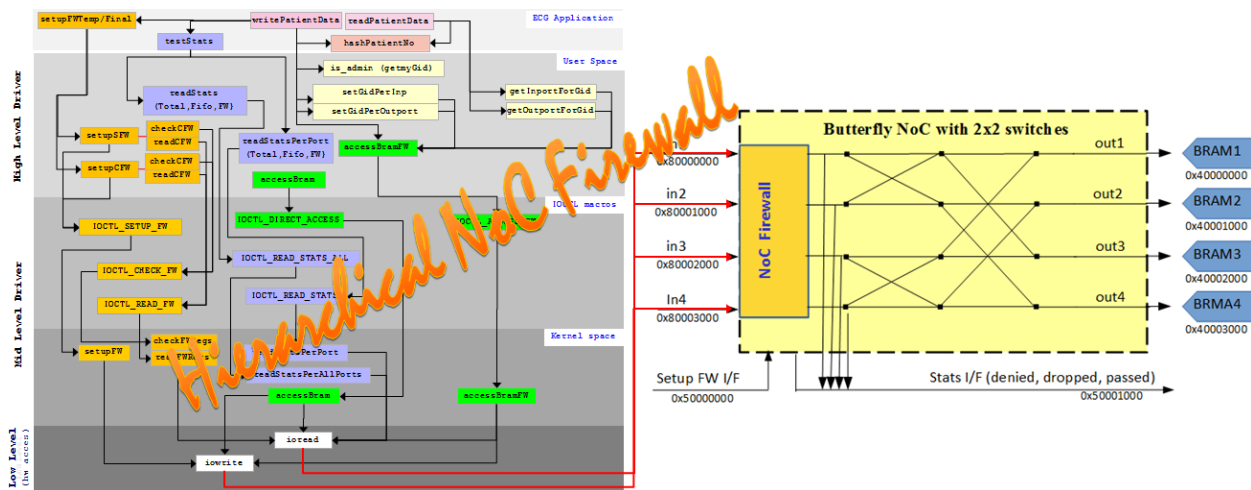 setupFWTemp/Final
writePatientData
readPatientData
ECG Application
testStats
hashPatientNo
User Space
is_admin (getmyGid)
readStats
(Total,Fifo,FW}
setGidPerInp
getInportForGid
setGidPerOutport
getOutportForGid
setupSFW
checkCFW
readCFW
readStatsPerPort
(Total,Fifo,FW)
accessBramFW
setupCFW
checkCFW
readCFW
accessBram
High Level Driver
IOCTL macros
IOCTL_SETUP_FW
IOCTL_DIRECT_ACCESS
IOCTL_CHECK_FW
IOCTL_READ_STATS_ALL
IOCTL_READ_FW
IOCTL_READ_STATS
Mid Level Driver
Kernel space
setupFW
readStatsPerAllPorts
accessBram
accessBramFW
ioread
iowrite
Low Level
(hw acces)
Hierarchical NoC Firewall
Butterfly NoC with 2x2 switches
0x80000000
in2
0x80001000
in3
0x80002000
In4
0x80003000
NoC Firewall
out1
out2
out3
out4
BRAM1
0x40000000
BRAM2
0x40001000
BRAM3
0x40002000
BRMA4
0x40003000
Setup FW I/F
0x50000000
Stats I/F (denied, dropped, passed)
0x50001000